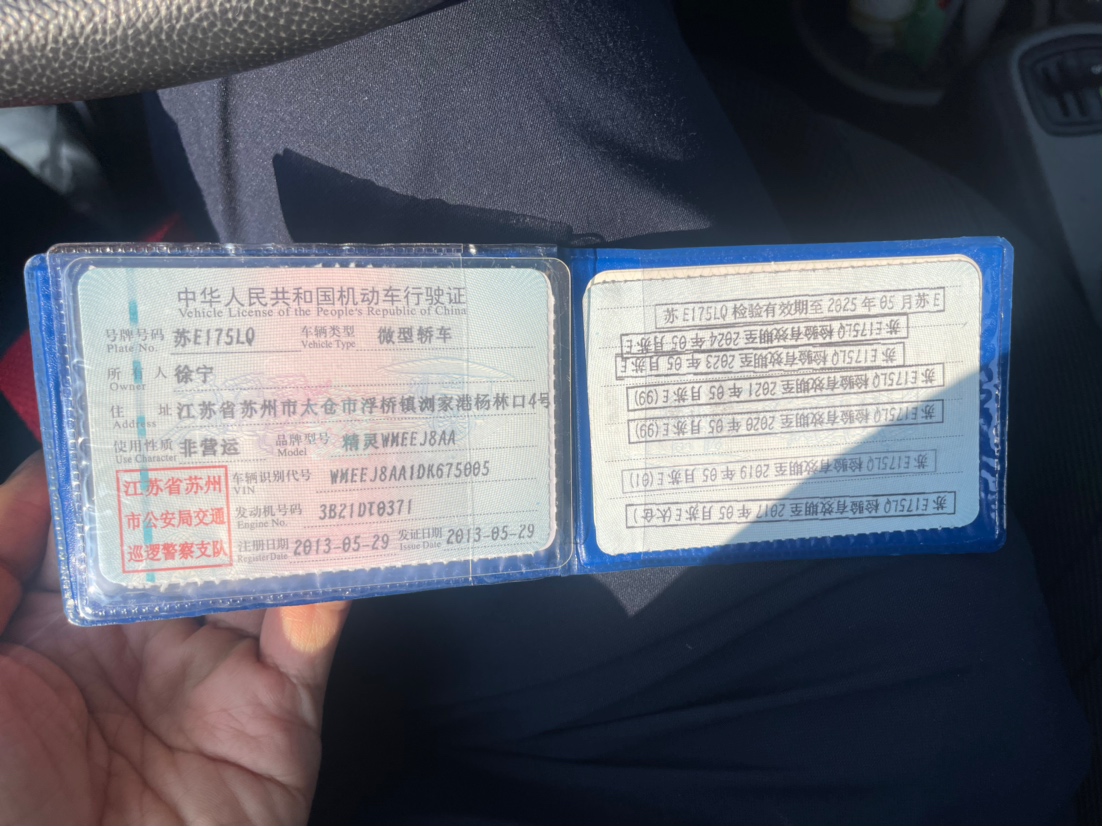 中华人民共和国机动车行驶证
Vehicle License of the People's Republic of China
号牌号码 苏E175LQ 车辆类型 微型轿车
Plate No. Vehicle Type
所有人 徐宁
Owner
住址 江苏省苏州市太仓市浮桥镇浏家港杨林口4号
Address
使用性质 非营运 品牌型号 精灵WMEEJ8AA
Use Character Model
江苏省苏州
市公安局交通
巡逻警察支队
车辆识别代号 WMEEJ8AA1DK675005
VIN
发动机号码 3B21DT0371
Engine No.
注册日期 2013-05-29 发证日期 2013-05-29
Register Date Issue Date
苏E175LQ 检验有效期至 2025 年 05 月苏E
苏E175LQ 检验有效期至 2024 年 05 月苏E
苏E175LQ 检验有效期至 2023 年 05 月苏E
苏E175LQ 检验有效期至 2021 年 05 月苏E(99)
苏E175LQ 检验有效期至 2020 年 05 月苏E(99)
苏E175LQ 检验有效期至 2019 年 05 月苏E(01)
苏E175LQ 检验有效期至 2017 年 05 月苏E(太仓)